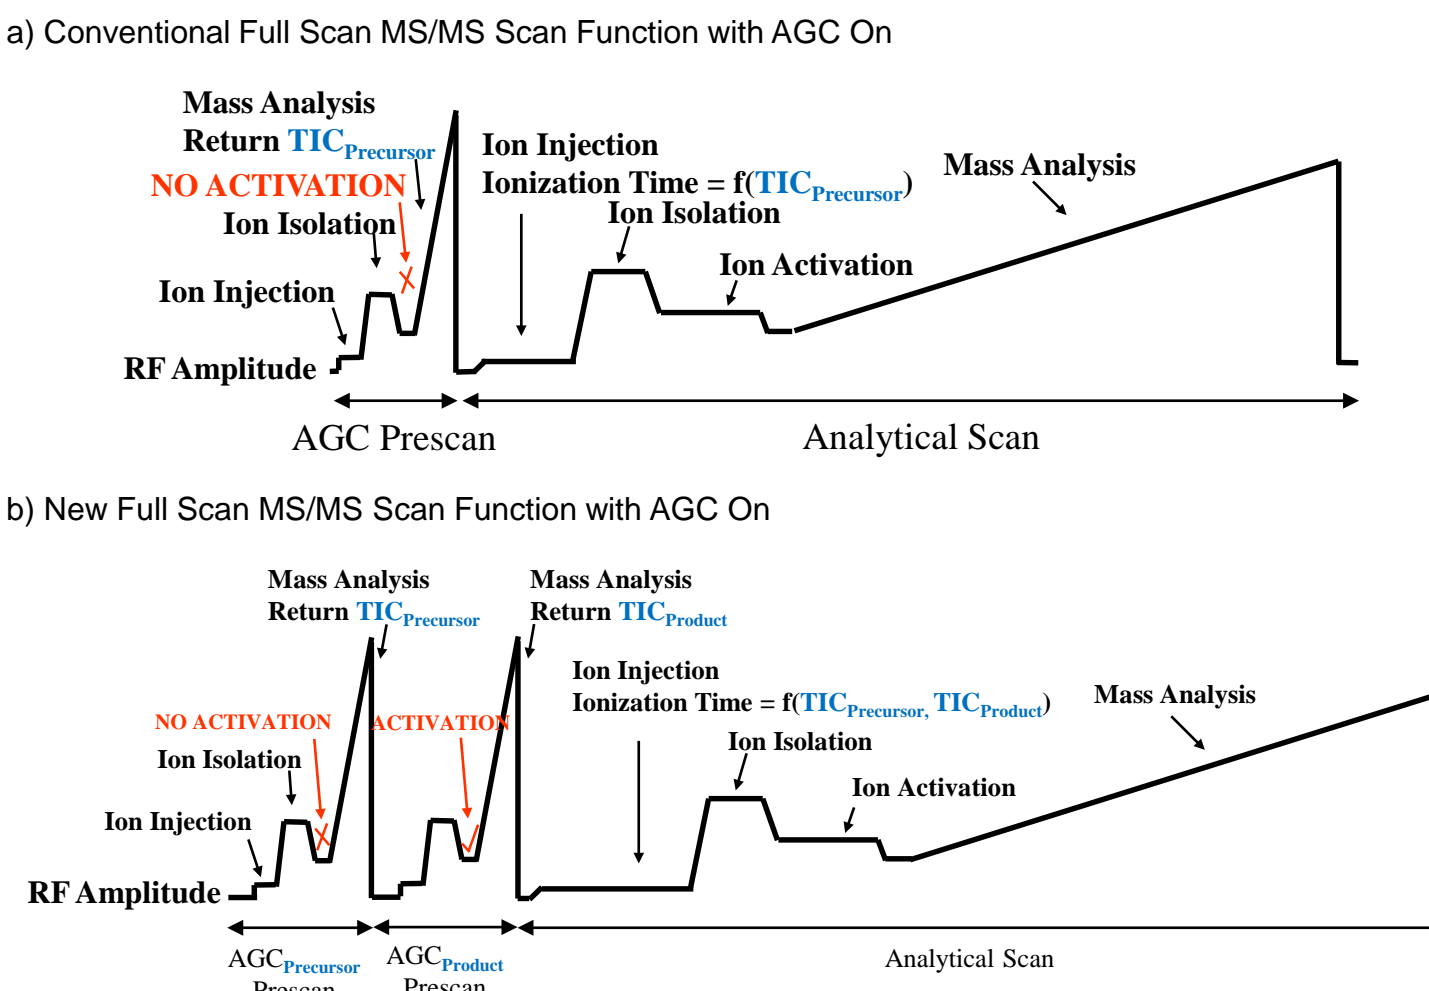 a) Conventional Full Scan MS/MS Scan Function with AGC On
Mass Analysis
Return TICPrecursor
NO ACTIVATION
Ion Isolation
Ion Injection
RF Amplitude
Ion Injection
Ionization Time = f(TICPrecursor)
Ion Isolation
Ion Activation
Mass Analysis
AGC Prescan
Analytical Scan
b) New Full Scan MS/MS Scan Function with AGC On
Mass Analysis
Return TICPrecursor
Mass Analysis
Return TICProduct
NO ACTIVATION
ACTIVATION
Ion Isolation
Ion Injection
RF Amplitude
Ion Injection
Ionization Time = f(TICPrecursor, TICProduct)
Ion Isolation
Ion Activation
Mass Analysis
AGCPrecursor
Prescan
AGCProduct
Prescan
Analytical Scan